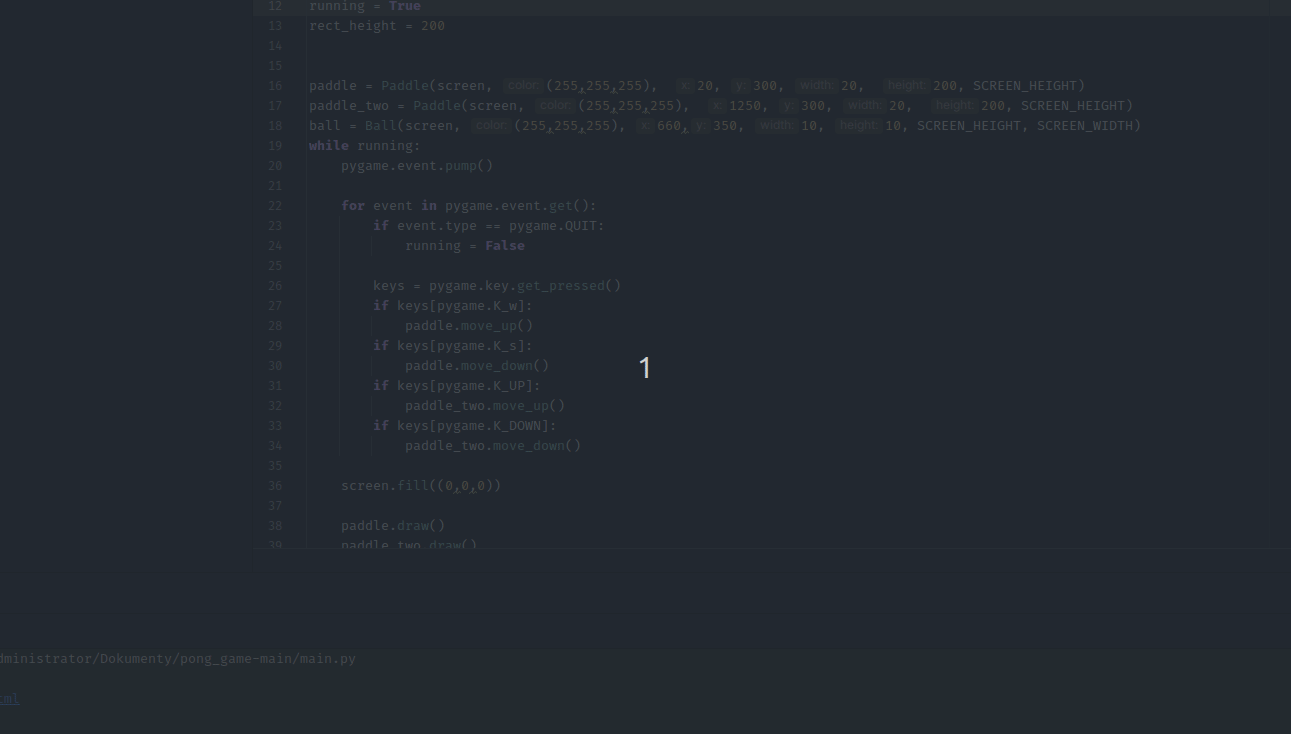 12 running = True
13 rect_height = 200
14
15
16 paddle = Paddle(screen, color: (255,255,255), x: 20, y: 300, width: 20, height: 200, SCREEN_HEIGHT)
17 paddle_two = Paddle(screen, color: (255,255,255), x: 1250, y: 300, width: 20, height: 200, SCREEN_HEIGHT)
18 ball = Ball(screen, color: (255,255,255), x: 660, y: 350, width: 10, height: 10, SCREEN_HEIGHT, SCREEN_WIDTH)
19 while running:
20 pygame.event.pump()
21
22 for event in pygame.event.get():
23 if event.type == pygame.QUIT:
24 running = False
25
26 keys = pygame.key.get_pressed()
27 if keys[pygame.K_w]:
28 paddle.move_up()
29 if keys[pygame.K_s]:
30 paddle.move_down()
1
31 if keys[pygame.K_UP]:
32 paddle_two.move_up()
33 if keys[pygame.K_DOWN]:
34 paddle_two.move_down()
35
36 screen.fill((0,0,0))
37
38 paddle.draw()
39 paddle_two.draw()
dministrator/Dokumenty/pong_game-main/main.py
tml